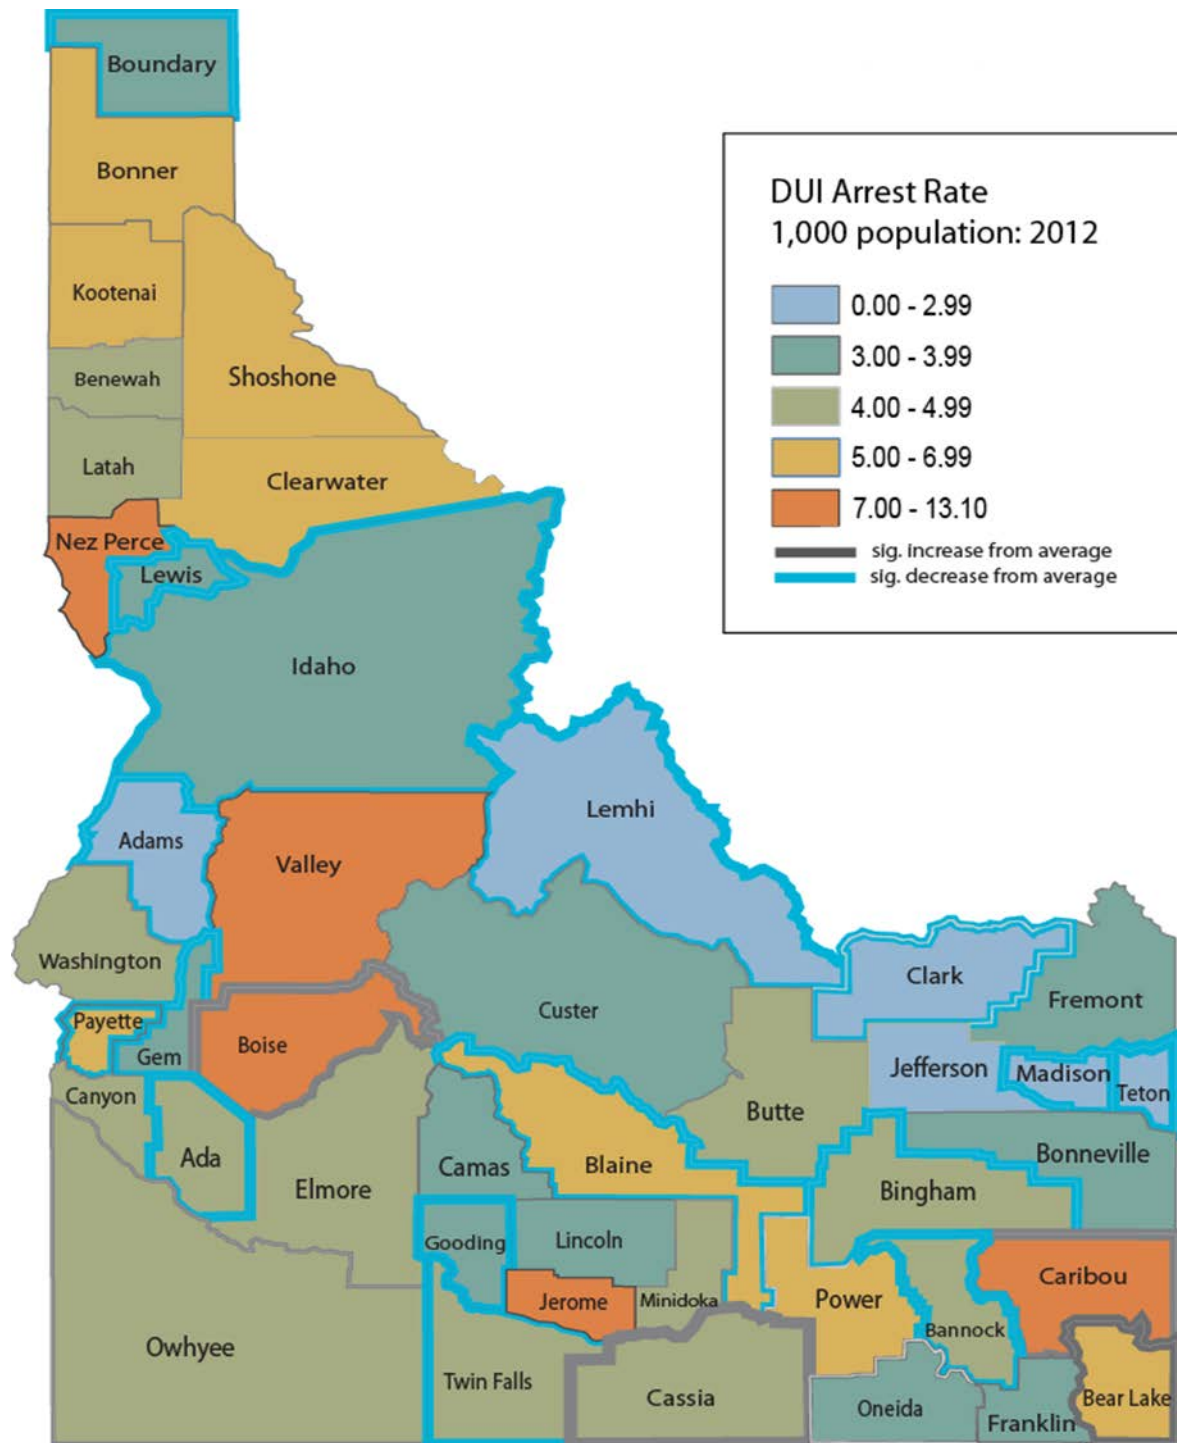 Boundary
Bonner
DUI Arrest Rate
1,000 population: 2012
0.00 - 2.99
3.00 - 3.99
4.00 - 4.99
5.00 - 6.99
7.00 - 13.10
sig. increase from average
sig. decrease from average
Kootenai
Benewah
Shoshone
Latah
Clearwater
Nez Perce
Lewis
Idaho
Adams
Valley
Lemhi
Washington
Payette
Gem
Boise
Custer
Clark
Fremont
Jefferson
Madison
Teton
Canyon
Ada
Elmore
Camas
Blaine
Butte
Bingham
Bonneville
Gooding
Lincoln
Jerome
Minidoka
Power
Bannock
Caribou
Owhyee
Twin Falls
Cassia
Oneida
Franklin
Bear Lake